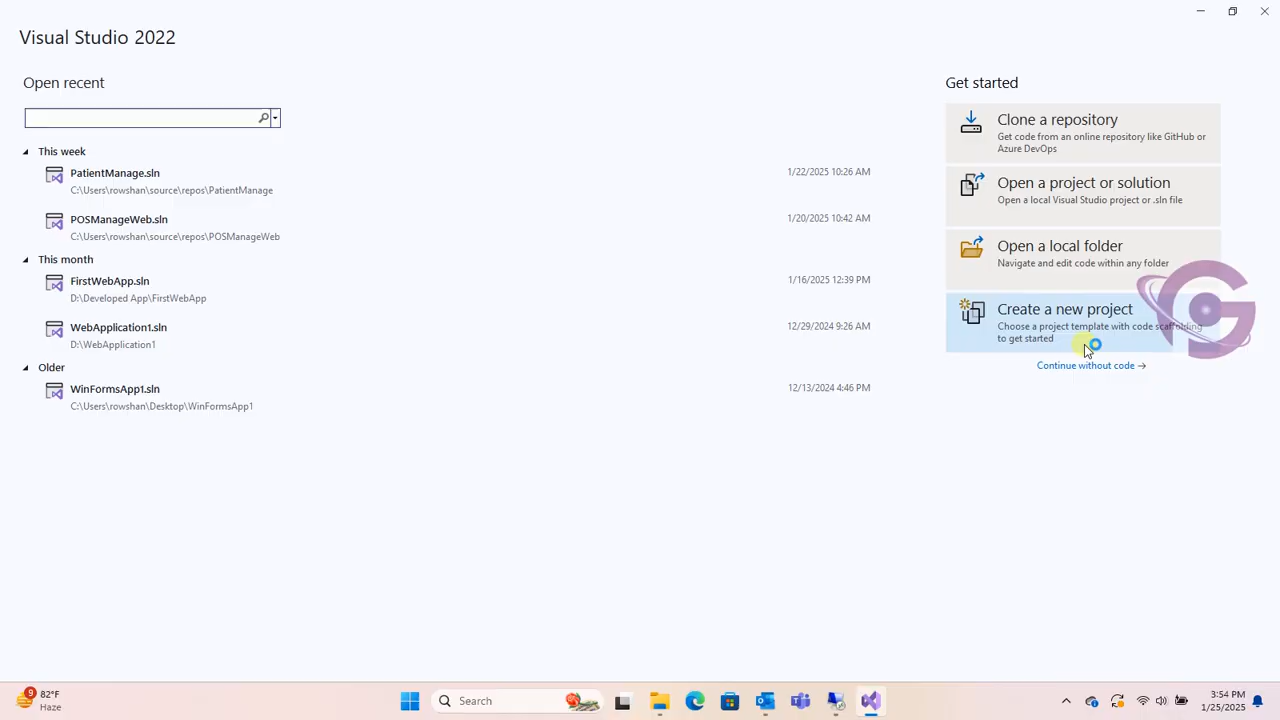 Visual Studio 2022
Open recent
This week
PatientManage.sln
1/22/2025 10:26 AM
C:\Users\rowshan\source\repos\PatientManage
POSManageWeb.sln
1/20/2025 10:42 AM
C:\Users\rowshan\source\repos\POSManageWeb
This month
FirstWebApp.sln
1/16/2025 12:39 PM
D:\Developed App\FirstWebApp
WebApplication1.sln
12/29/2024 9:26 AM
D:\WebApplication1
Older
WinFormsApp1.sln
12/13/2024 4:46 PM
C:\Users\rowshan\Desktop\WinFormsApp1
Get started
Clone a repository
Get code from an online repository like GitHub or
Azure DevOps
Open a project or solution
Open a local Visual Studio project or .sln file
Open a local folder
Navigate and edit code within any folder
Create a new project
Choose a project template with code scaffolding
to get started
Continue without code →
9
82°F
Haze
Search
3:54 PM
1/25/2025